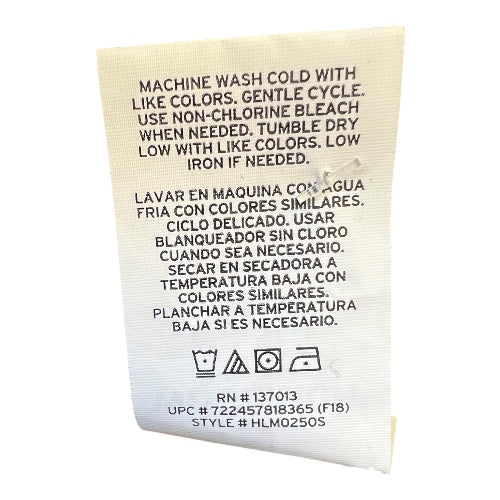 MACHINE WASH COLD WITH
LIKE COLORS. GENTLE CYCLE.
USE NON-CHLORINE BLEACH
WHEN NEEDED. TUMBLE DRY
LOW WITH LIKE COLORS. LOW
IRON IF NEEDED.
LAVAR EN MAQUINA CON AGUA
FRIA CON COLORES SIMILARES.
CICLO DELICADO. USAR
BLANQUEADOR SIN CLORO
CUANDO SEA NECESARIO.
SECAR EN SECADORA A
TEMPERATURA BAJA CON
COLORES SIMILARES.
PLANCHAR A TEMPERATURA
BAJA SI ES NECESARIO.
RN # 137013
UPC # 722457818365 (F18)
STYLE # HLM0250S